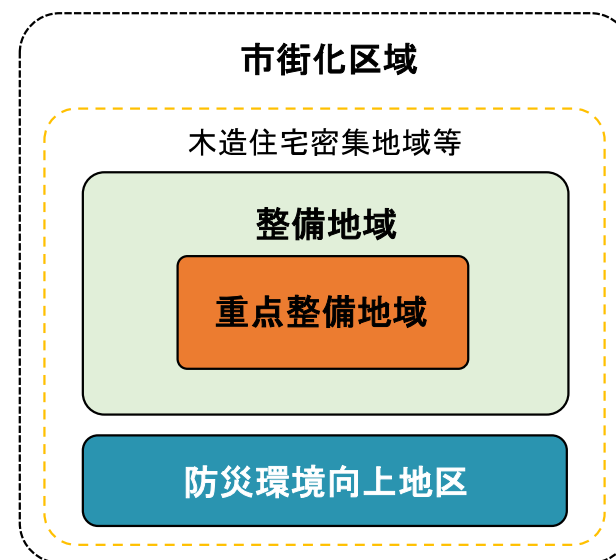 市街化区域
木造住宅密集地域等
整備地域
重点整備地域
防災環境向上地区